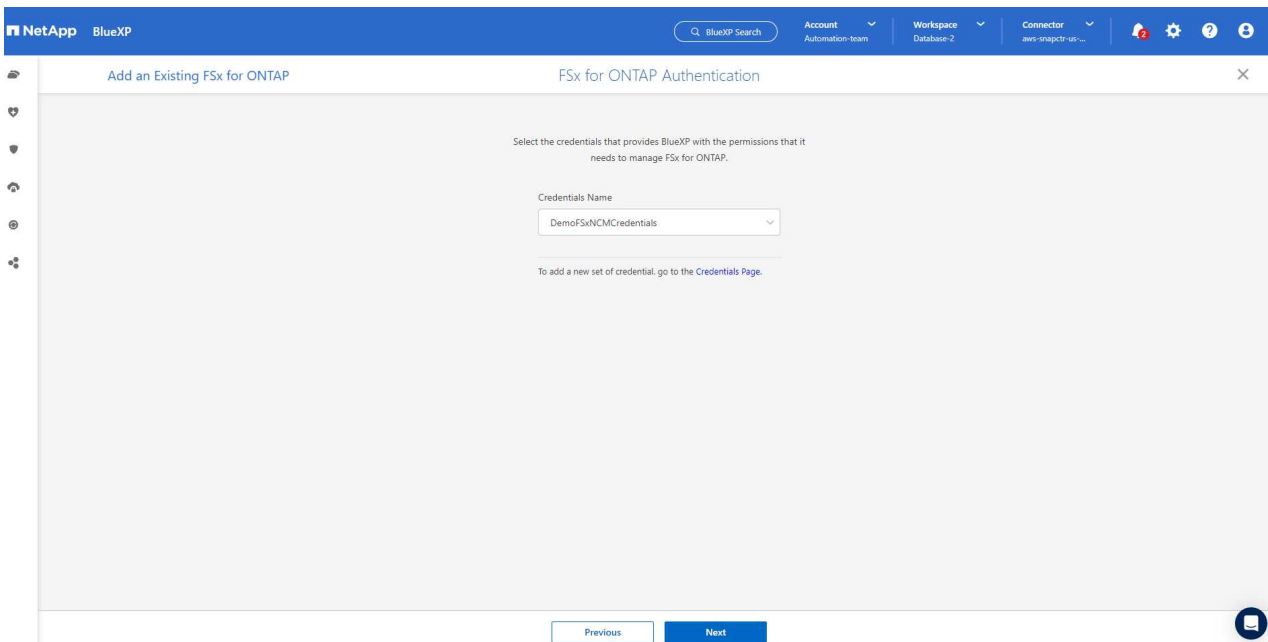 NetApp BlueXP
BlueXP Search
Account
Automation-team
Workspace
Database-2
Connector
aws-snapctr-us-...
2
Add an Existing FSx for ONTAP
FSx for ONTAP Authentication
Select the credentials that provides BlueXP with the permissions that it
needs to manage FSx for ONTAP.
Credentials Name
DemoFSxNCMCredentials
To add a new set of credential, go to the Credentials Page.
Previous
Next